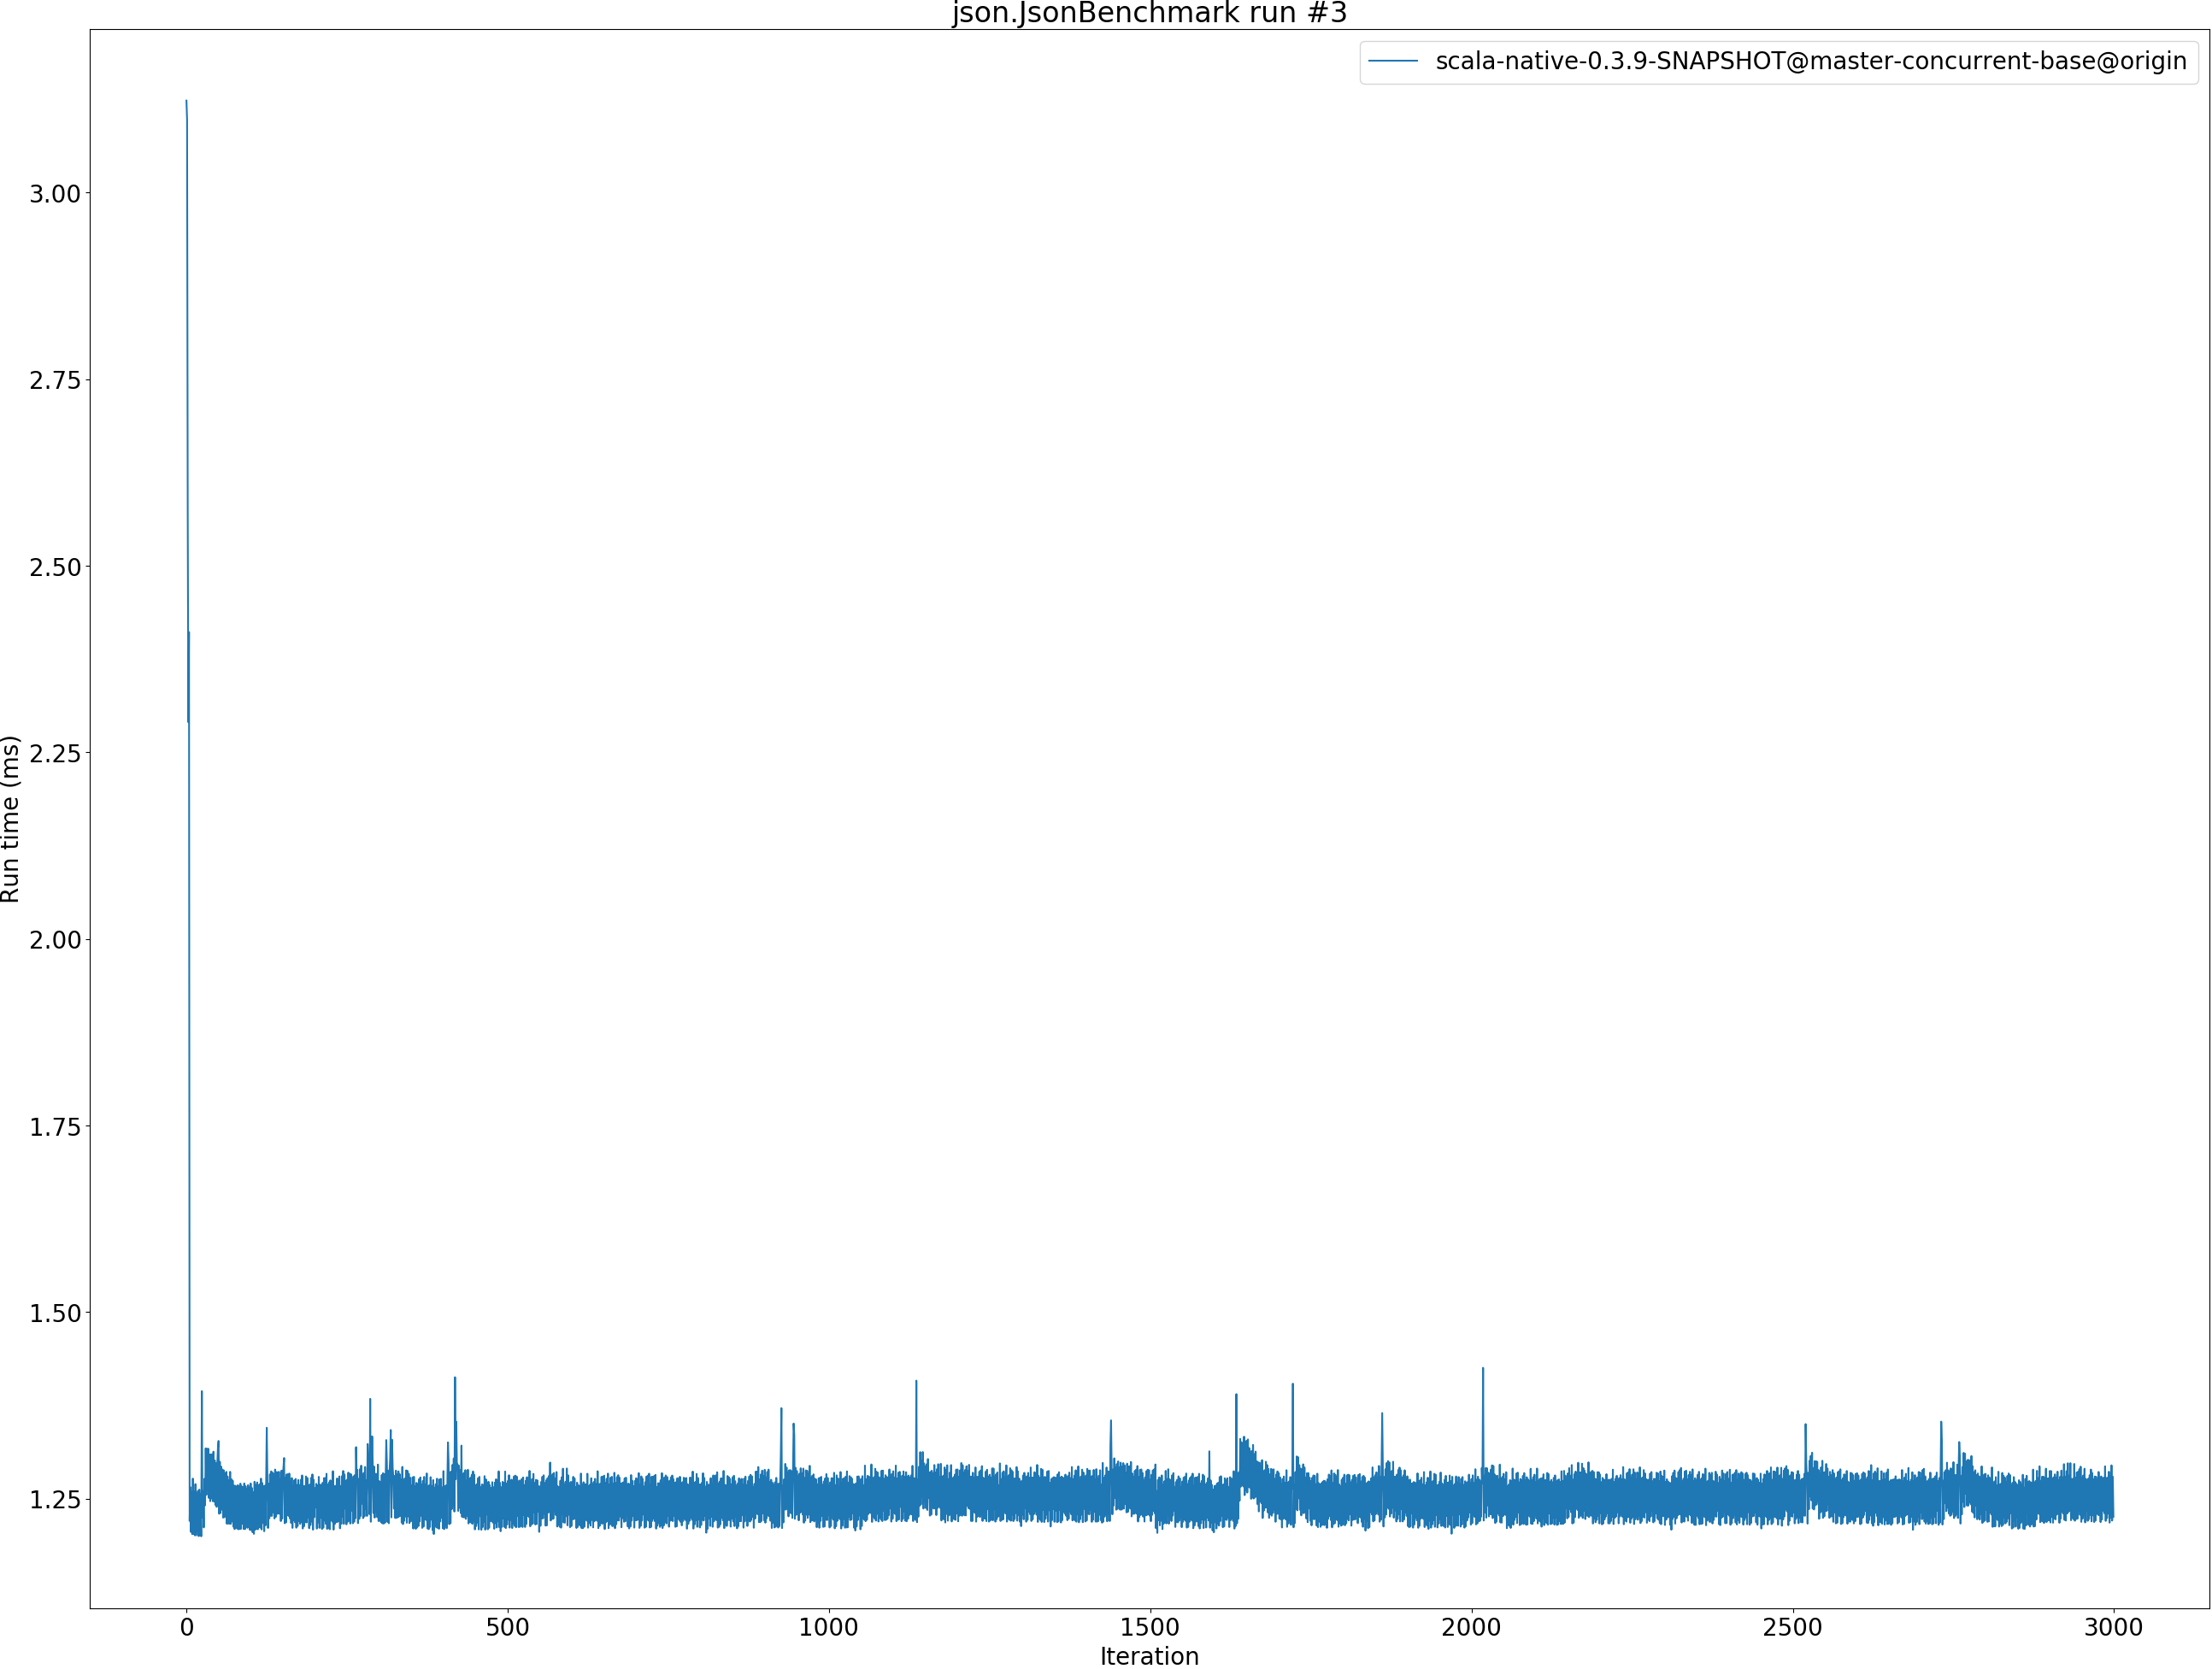 json.JsonBenchmark run #3
scala-native-0.3.9-SNAPSHOT@master-concurrent-base@origin
Run time (ms)
3.00
2.75
2.50
2.25
2.00
1.75
1.50
1.25
0 500 1000 1500 2000 2500 3000
Iteration